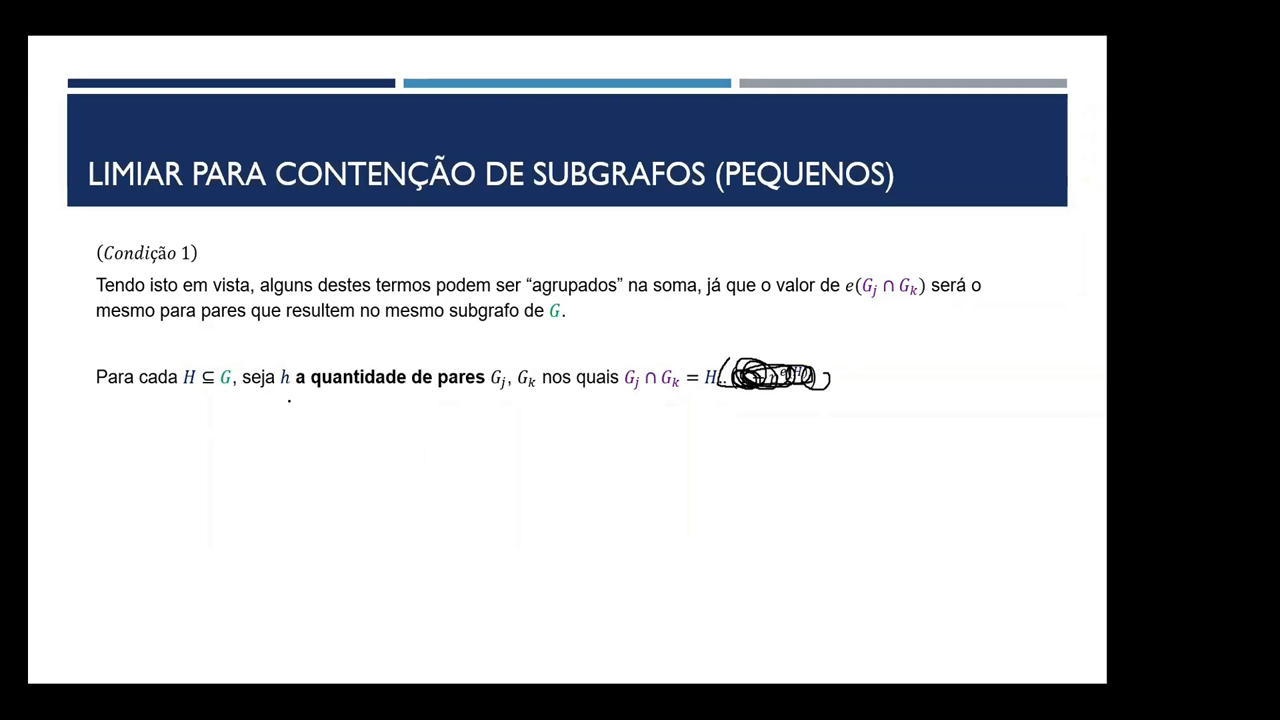 LIMIAR PARA CONTENÇÃO DE SUBGRAFOS (PEQUENOS)
(Condição 1)
Tendo isto em vista, alguns destes termos podem ser “agrupados” na soma, já que o valor de e(G_j ∩ G_k) será o
mesmo para pares que resultem no mesmo subgrafo de G.
Para cada H ⊆ G, seja h a quantidade de pares G_j, G_k nos quais G_j ∩ G_k = H